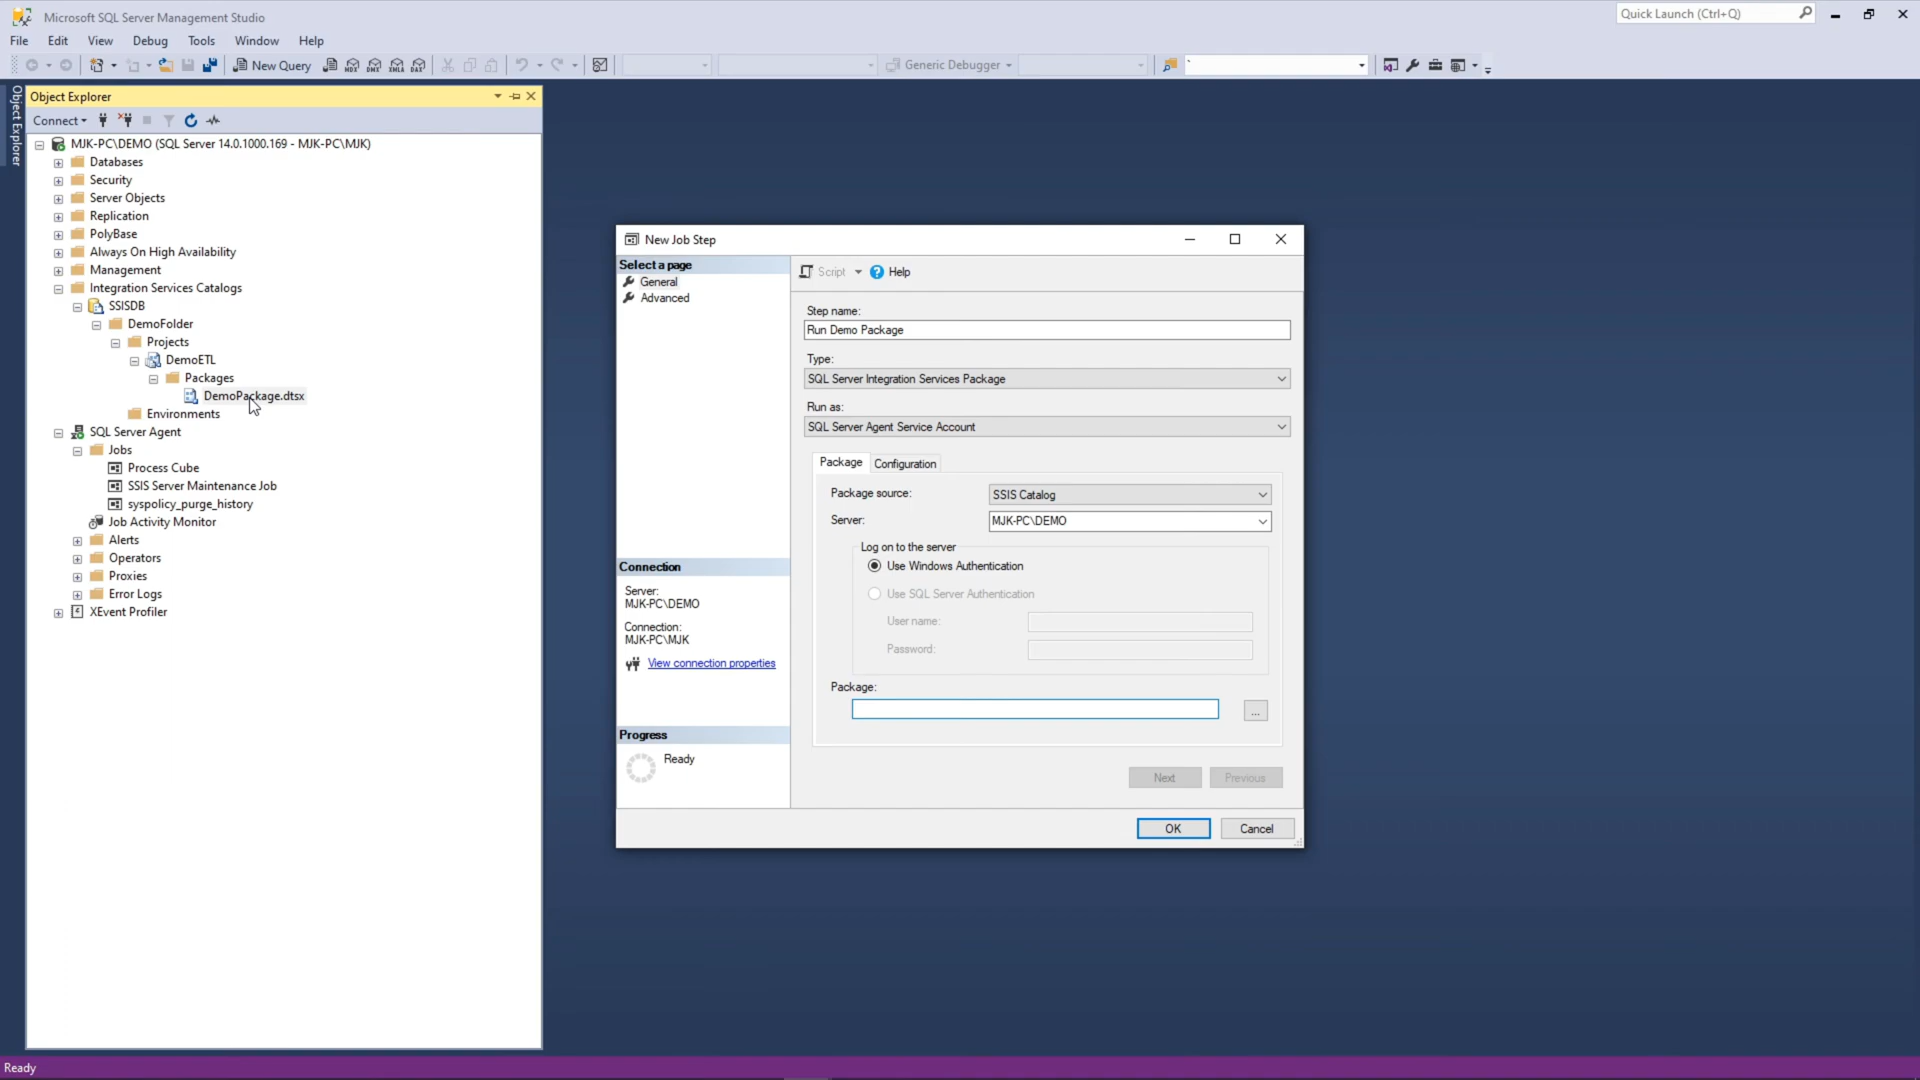 Microsoft SQL Server Management Studio
Quick Launch (Ctrl+Q)
File Edit View Debug Tools Window Help
New Query
Generic Debugger
Object Explorer
Object Explorer
Connect
MJK-PC\DEMO (SQL Server 14.0.1000.169 - MJK-PC\MJK)
Databases
Security
Server Objects
Replication
PolyBase
Always On High Availability
Management
Integration Services Catalogs
SSISDB
DemoFolder
Projects
DemoETL
Packages
DemoPackage.dtsx
Environments
SQL Server Agent
Jobs
Process Cube
SSIS Server Maintenance Job
syspolicy_purge_history
Job Activity Monitor
Alerts
Operators
Proxies
Error Logs
XEvent Profiler
New Job Step
Select a page
General
Advanced
Connection
Server:
MJK-PC\DEMO
Connection:
MJK-PC\MJK
View connection properties
Progress
Ready
Script Help
Step name:
Run Demo Package
Type:
SQL Server Integration Services Package
Run as:
SQL Server Agent Service Account
Package Configuration
Package source: SSIS Catalog
Server: MJK-PC\DEMO
Log on to the server
Use Windows Authentication
Use SQL Server Authentication
User name:
Password:
Package:
...
Next Previous
OK Cancel
Ready